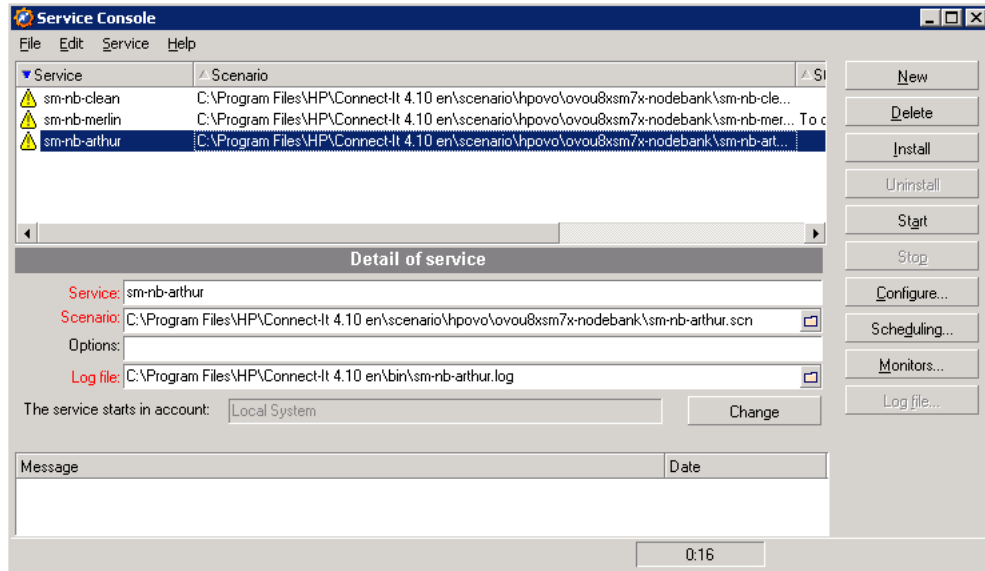 Service Console
File Edit Service Help
Service Scenario
sm-nb-clean C:\Program Files\HP\Connect-It 4.10 en\scenario\hpovo\ovou8xsm7x-nodebank\sm-nb-cle...
sm-nb-merlin C:\Program Files\HP\Connect-It 4.10 en\scenario\hpovo\ovou8xsm7x-nodebank\sm-nb-mer... To
sm-nb-arthur C:\Program Files\HP\Connect-It 4.10 en\scenario\hpovo\ovou8xsm7x-nodebank\sm-nb-art...
New
Delete
Install
Uninstall
Start
Stop
Configure...
Scheduling...
Monitors...
Log file...
Detail of service
Service: sm-nb-arthur
Scenario: C:\Program Files\HP\Connect-It 4.10 en\scenario\hpovo\ovou8xsm7x-nodebank\sm-nb-arthur.scn
Options:
Log file: C:\Program Files\HP\Connect-It 4.10 en\bin\sm-nb-arthur.log
The service starts in account: Local System Change
Message Date
0:16